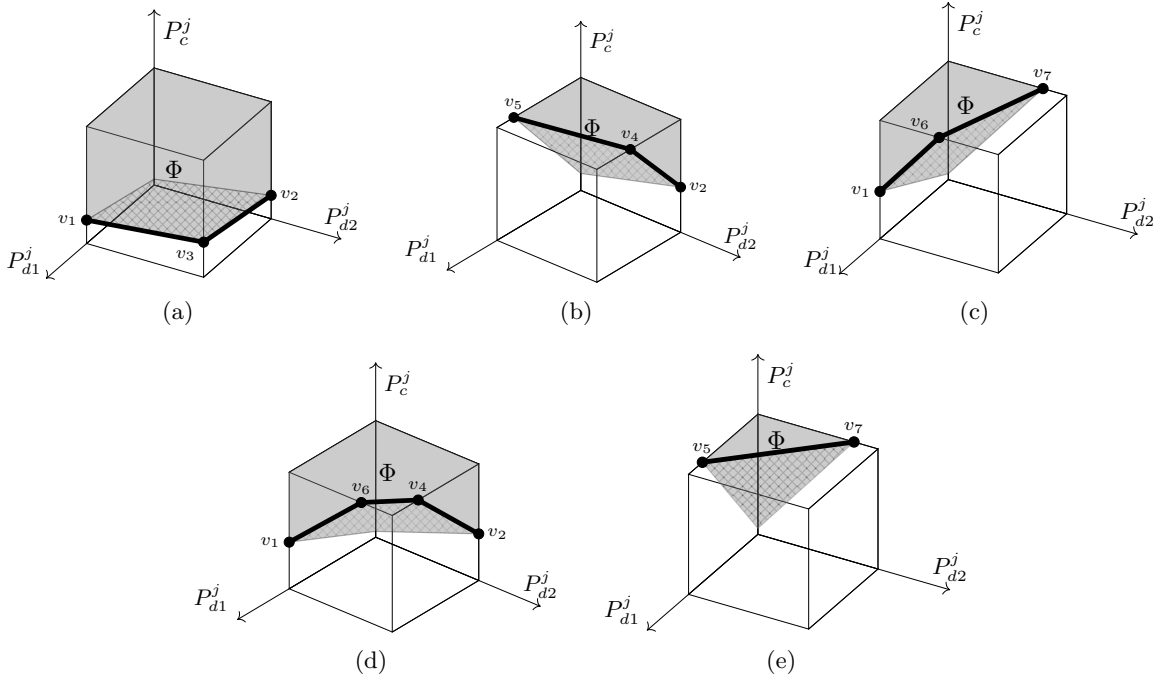 P_c^j
Φ
v_1
v_2
v_3
P_{d1}^j
P_{d2}^j
(a)
P_c^j
v_5
Φ
v_4
v_2
P_{d1}^j
P_{d2}^j
(b)
P_c^j
v_7
Φ
v_6
v_1
P_{d1}^j
P_{d2}^j
(c)
P_c^j
Φ
v_6
v_4
v_1
v_2
P_{d1}^j
P_{d2}^j
(d)
P_c^j
v_5
Φ
v_7
P_{d1}^j
P_{d2}^j
(e)